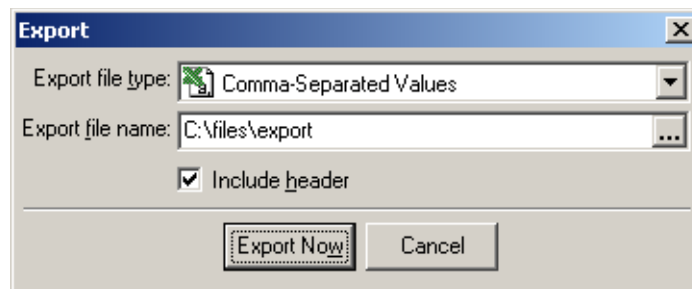 Export
Export file type: Comma-Separated Values
Export file name: C:\files\export ...
Include header
Export Now Cancel